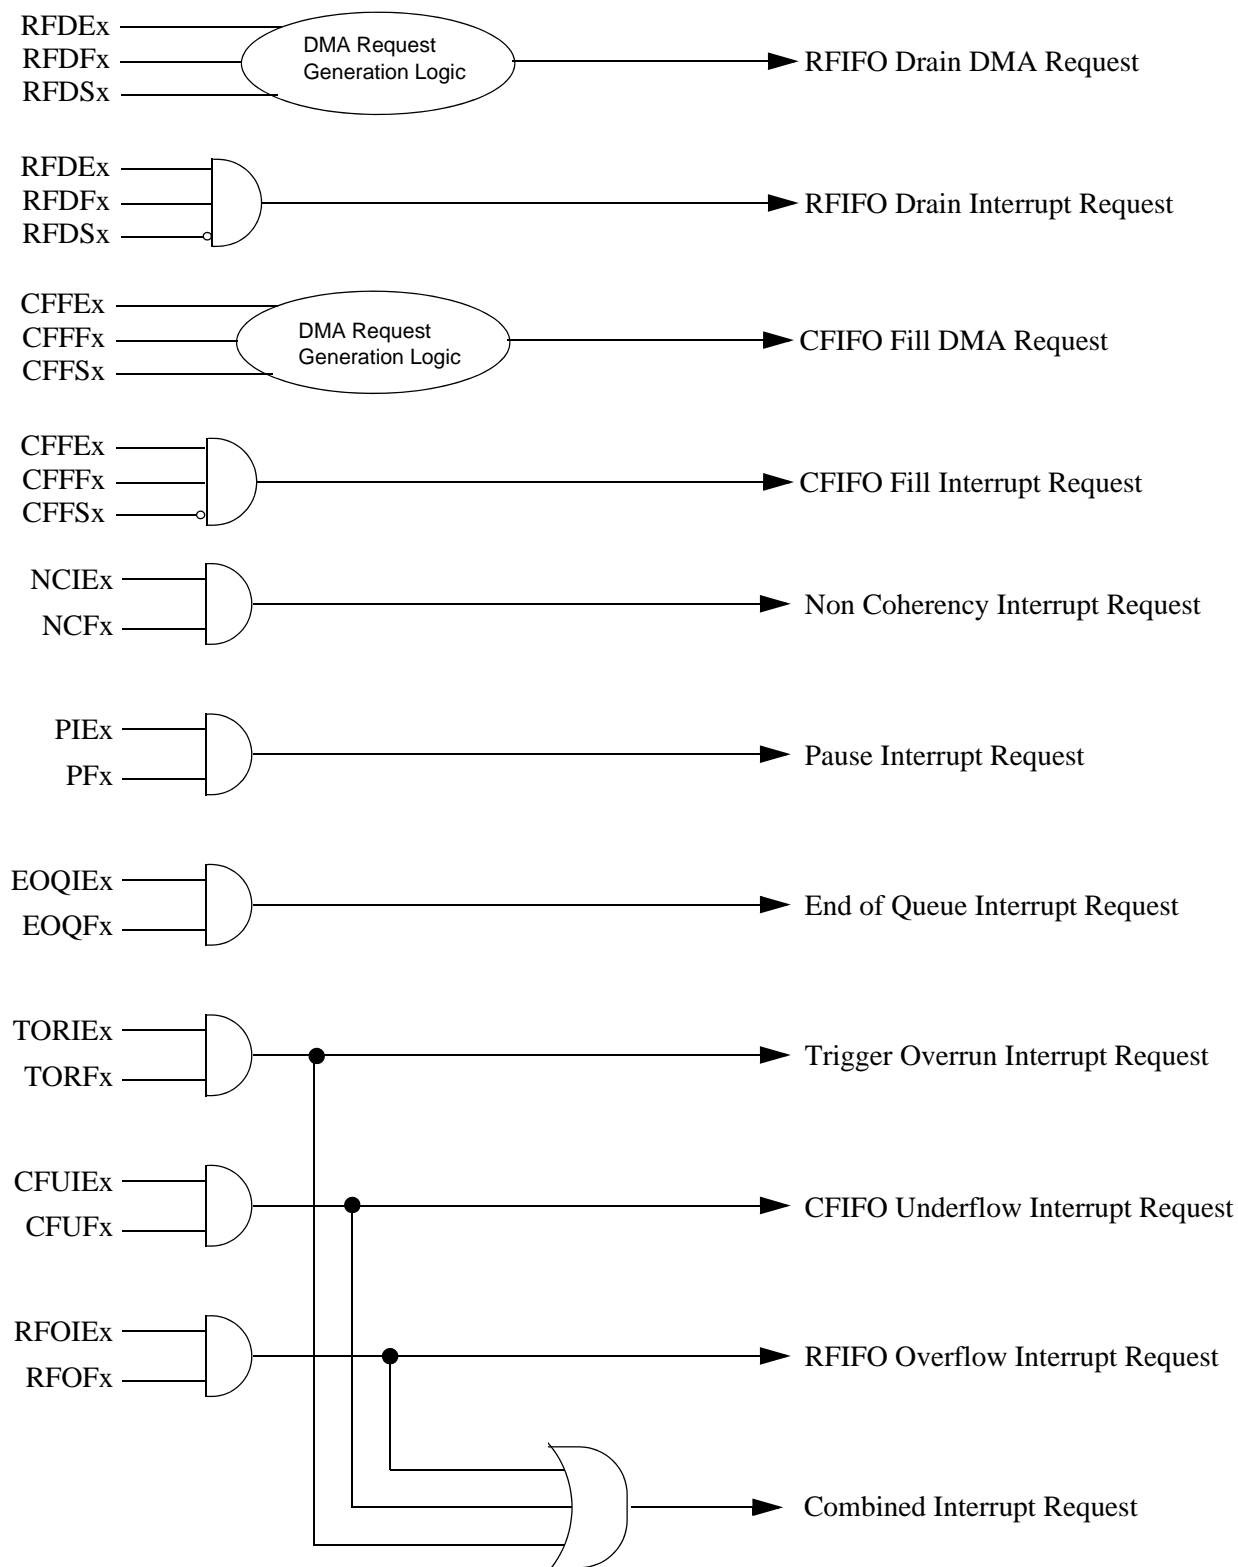 RFDEx
RFDFx
RFDSx
DMA Request
Generation Logic
RFIFO Drain DMA Request
RFDEx
RFDFx
RFDSx
RFIFO Drain Interrupt Request
CFFEx
CFFFx
CFFSx
DMA Request
Generation Logic
CFIFO Fill DMA Request
CFFEx
CFFFx
CFFSx
CFIFO Fill Interrupt Request
NCIEx
NCFx
Non Coherency Interrupt Request
PIEx
PFx
Pause Interrupt Request
EOQIEx
EOQFx
End of Queue Interrupt Request
TORIEx
TORFx
Trigger Overrun Interrupt Request
CFUIEx
CFUFx
CFIFO Underflow Interrupt Request
RFOIEx
RFOFx
RFIFO Overflow Interrupt Request
Combined Interrupt Request